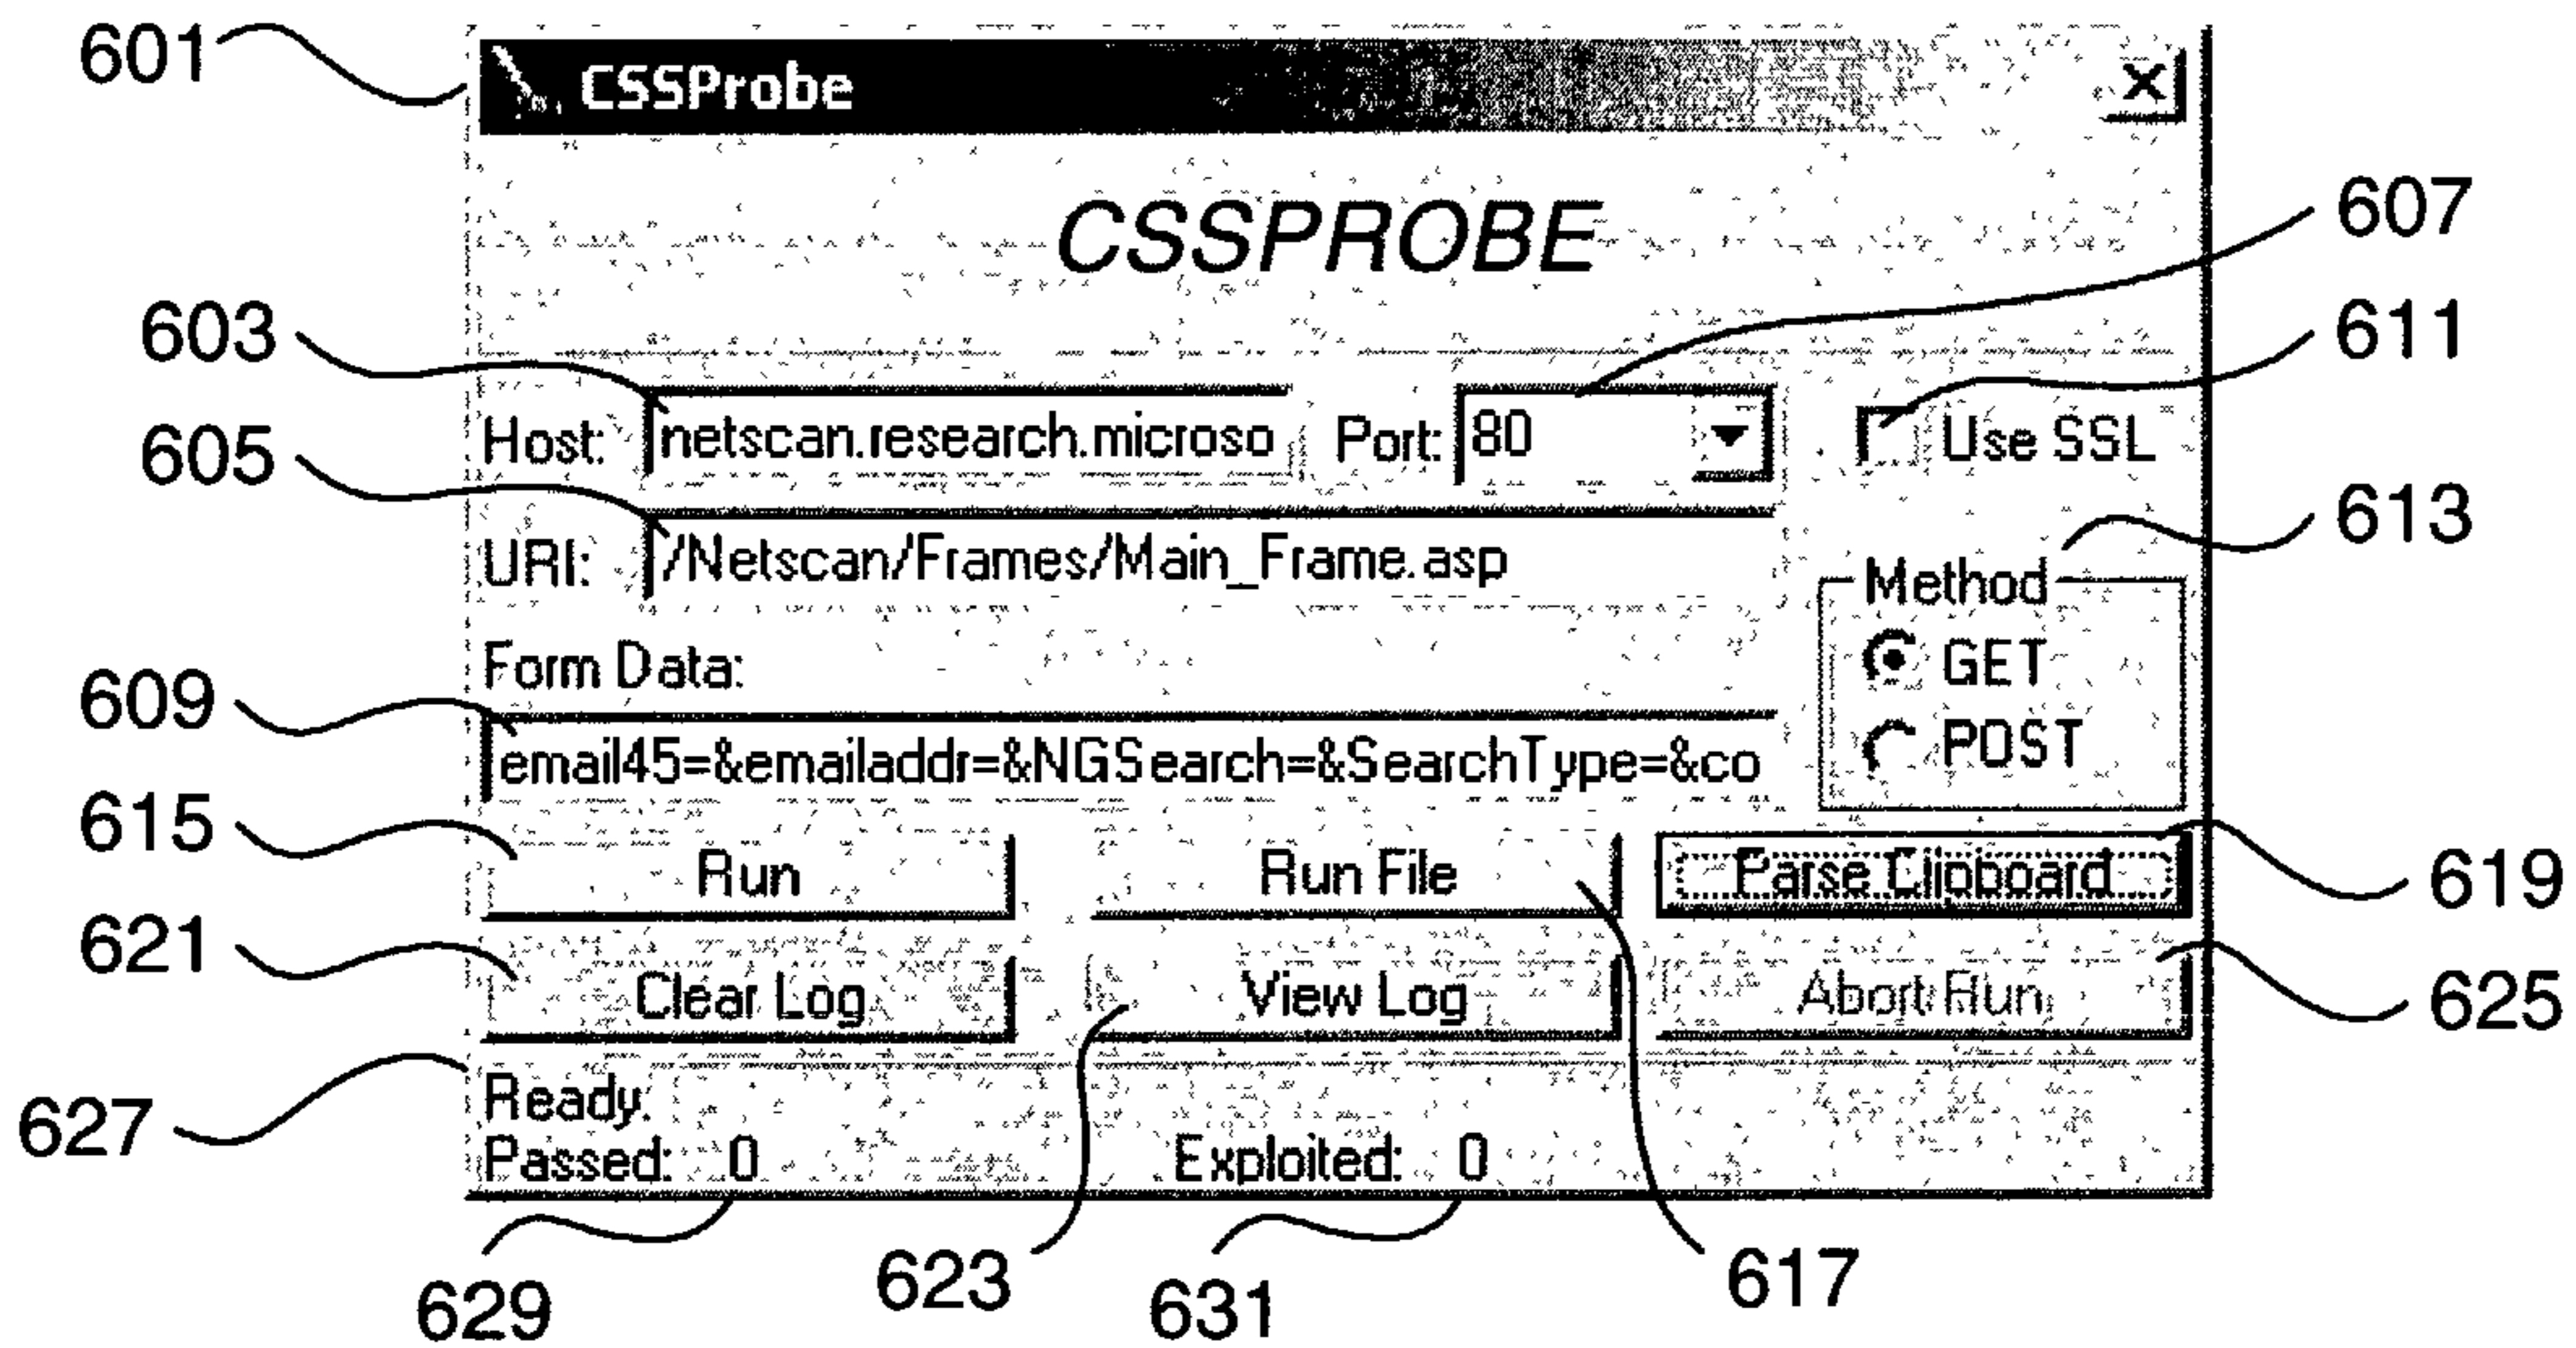 601
CSSProbe
CSSPROBE
607
603
611
Host: netscan.research.microso Port: 80 Use SSL
605
613
URI: /Netscan/Frames/Main_Frame.asp
Method
Form Data:
GET
609
POST
email45=&emailaddr=&NGSearch=&SearchType=&co
615
Run Run File Parse Clipboard
619
621
Clear Log View Log Abort Run
625
627
Ready.
Passed: 0 Exploited: 0
629
623
631
617